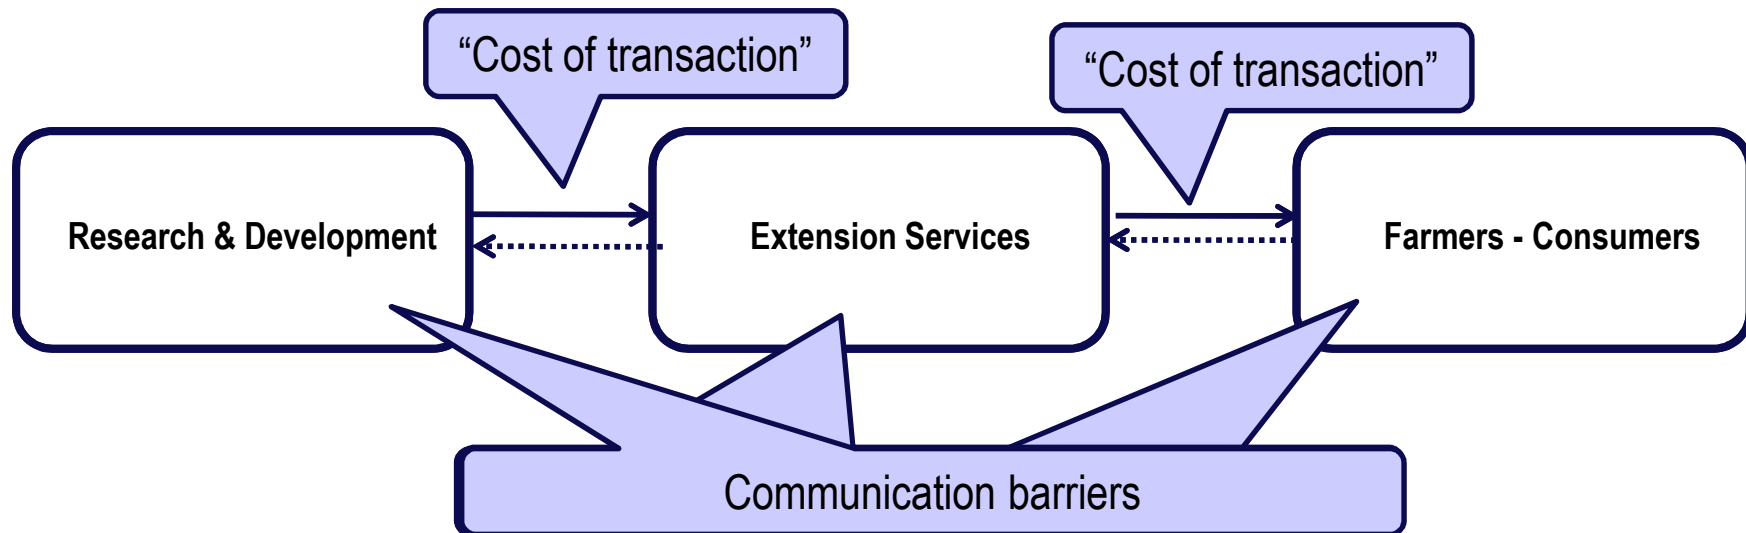 “Cost of transaction”
“Cost of transaction”
Research & Development
Extension Services
Farmers - Consumers
Communication barriers